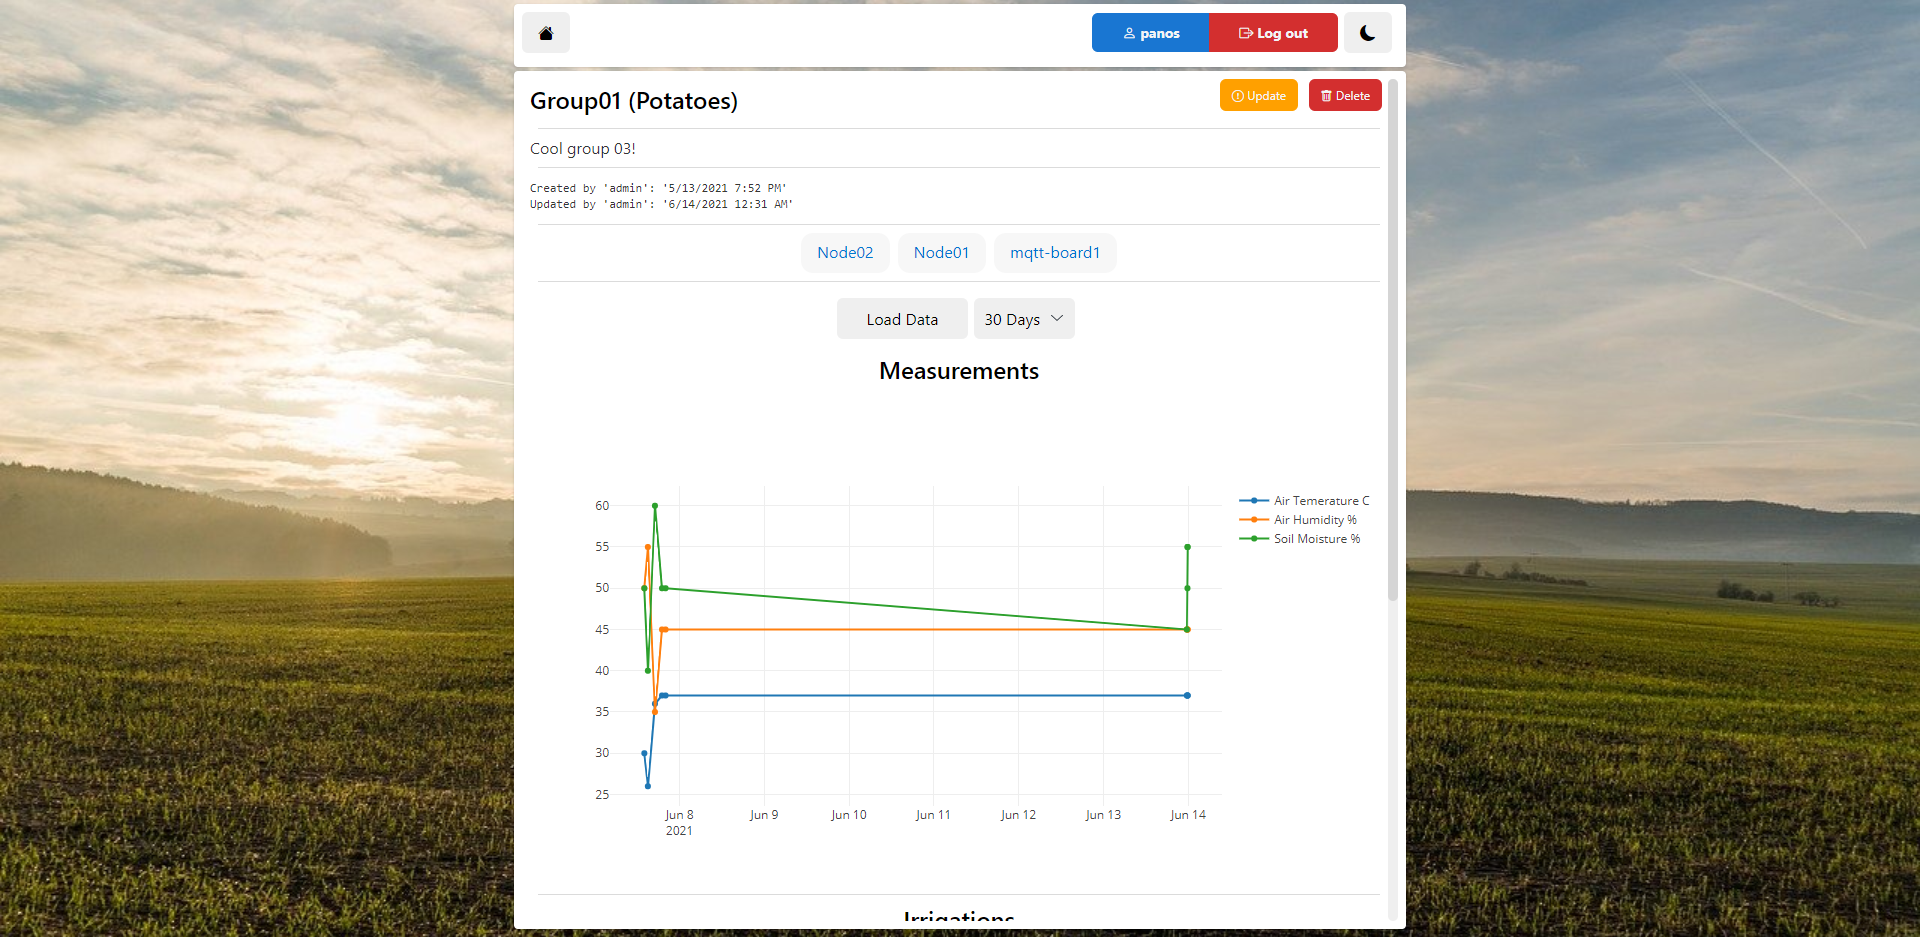 panos
Log out
Group01 (Potatoes)
Update
Delete
Cool group 03!
Created by 'admin': '5/13/2021 7:52 PM'
Updated by 'admin': '6/14/2021 12:31 AM'
Node02
Node01
mqtt-board1
Load Data
30 Days
Measurements
60
55
50
45
40
35
30
25
Jun 8
2021
Jun 9
Jun 10
Jun 11
Jun 12
Jun 13
Jun 14
Air Temerature C
Air Humidity %
Soil Moisture %
Irrigations